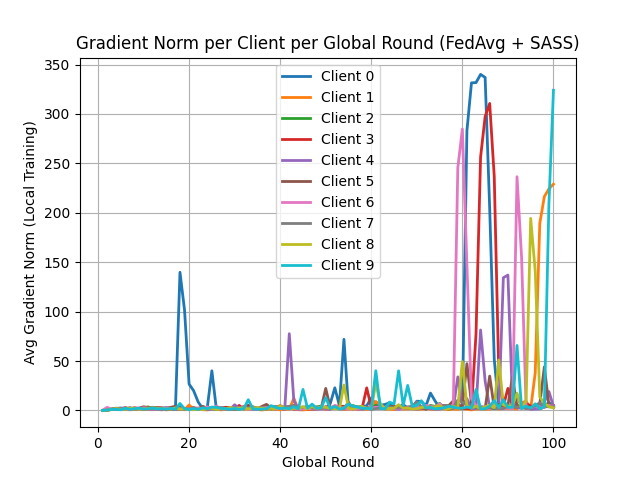 Gradient Norm per Client per Global Round (FedAvg + SASS)
350
300
250
200
150
100
50
0
Avg Gradient Norm (Local Training)
Client 0
Client 1
Client 2
Client 3
Client 4
Client 5
Client 6
Client 7
Client 8
Client 9
0 20 40 60 80 100
Global Round